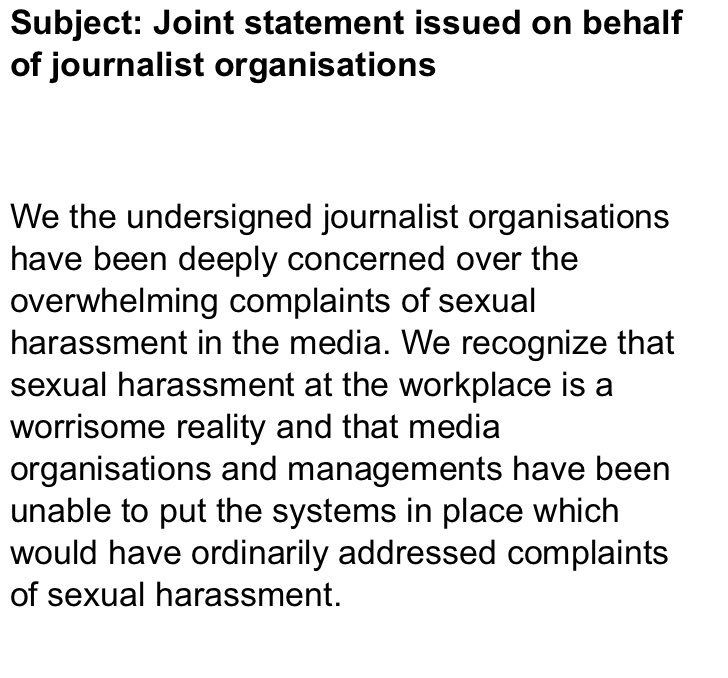 Subject: Joint statement issued on behalf
of journalist organisations
We the undersigned journalist organisations
have been deeply concerned over the
overwhelming complaints of sexual
harassment in the media. We recognize that
sexual harassment at the workplace is a
worrisome reality and that media
organisations and managements have been
unable to put the systems in place which
would have ordinarily addressed complaints
of sexual harassment.